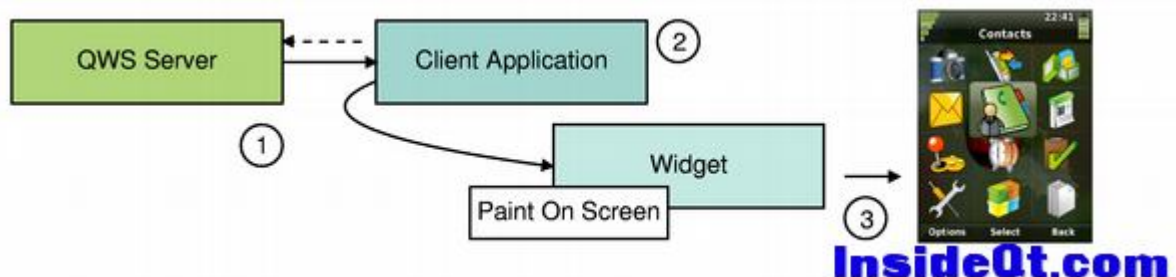 QWS Server
Client Application
2
1
Widget
Paint On Screen
3
22:41
Contacts
Options Select Back
InsideQt.com